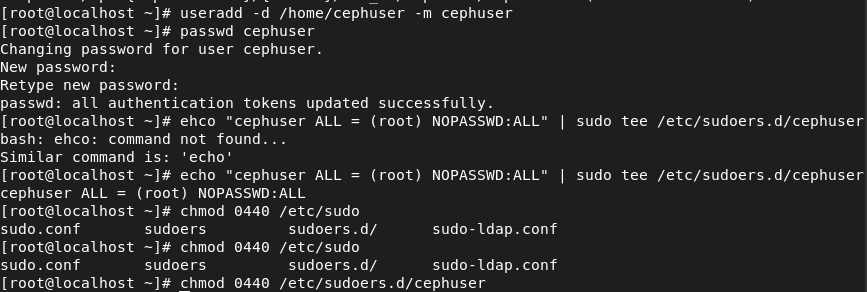 [root@localhost ~]# useradd -d /home/cephuser -m cephuser
[root@localhost ~]# passwd cephuser
Changing password for user cephuser.
New password:
Retype new password:
passwd: all authentication tokens updated successfully.
[root@localhost ~]# ehco "cephuser ALL = (root) NOPASSWD:ALL" | sudo tee /etc/sudoers.d/cephuser
bash: ehco: command not found...
Similar command is: 'echo'
[root@localhost ~]# echo "cephuser ALL = (root) NOPASSWD:ALL" | sudo tee /etc/sudoers.d/cephuser
cephuser ALL = (root) NOPASSWD:ALL
[root@localhost ~]# chmod 0440 /etc/sudo
sudo.conf       sudoers         sudoers.d/      sudo-ldap.conf
[root@localhost ~]# chmod 0440 /etc/sudo
sudo.conf       sudoers         sudoers.d/      sudo-ldap.conf
[root@localhost ~]# chmod 0440 /etc/sudoers.d/cephuser